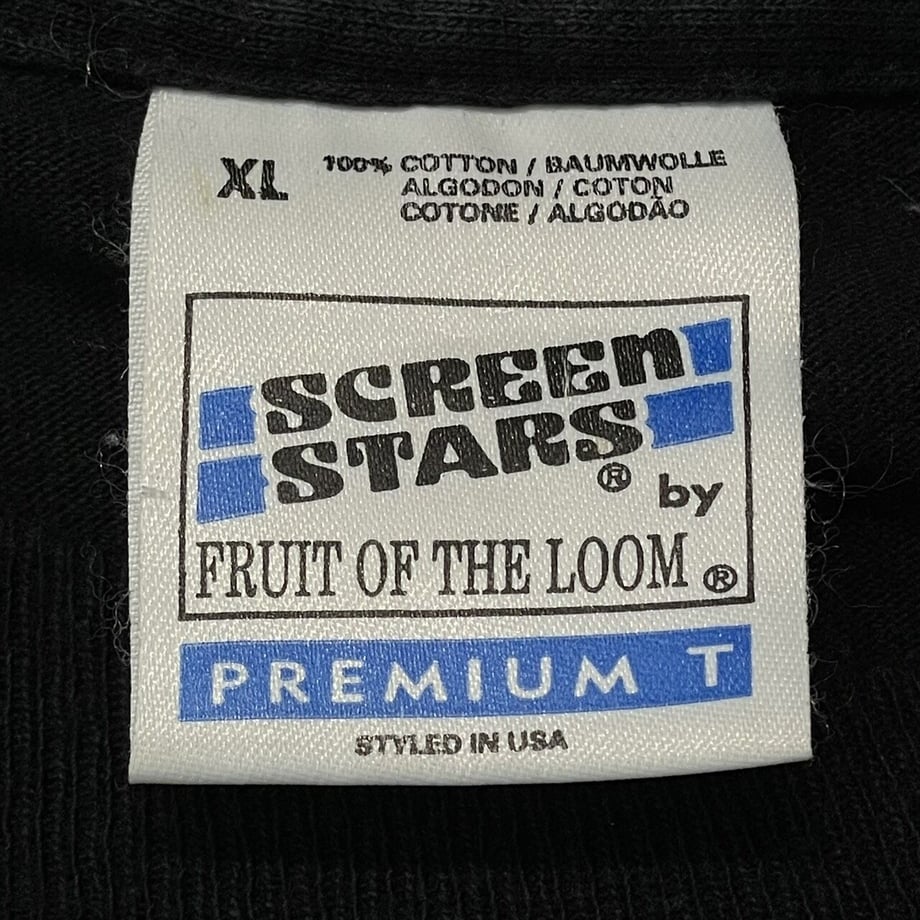 XL 100% COTTON / BAUMWOLLE
ALGODON / COTON
COTONE / ALGODÃO
SCREEn
STARS® by
FRUIT OF THE LOOM®
PREMIUM T
STYLED IN USA